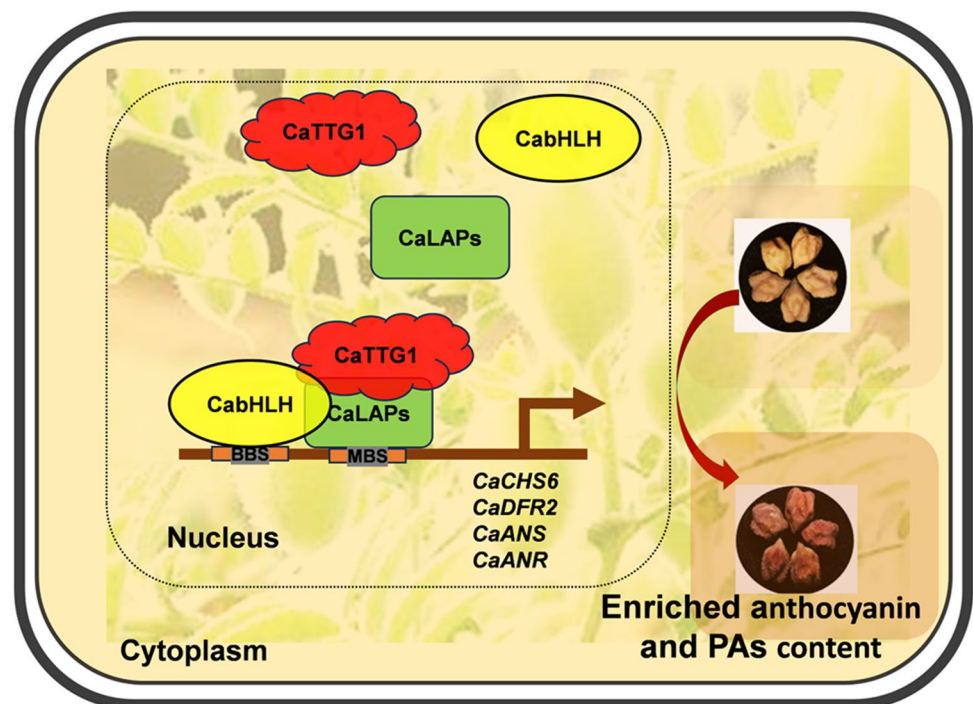 CaTTG1
CabHLH
CaLAPs
CaTTG1
CabHLH
CaLAPs
BBS
MBS
CaCHS6
CaDFR2
CaANS
CaANR
Nucleus
Enriched anthocyanin
and PAs content
Cytoplasm